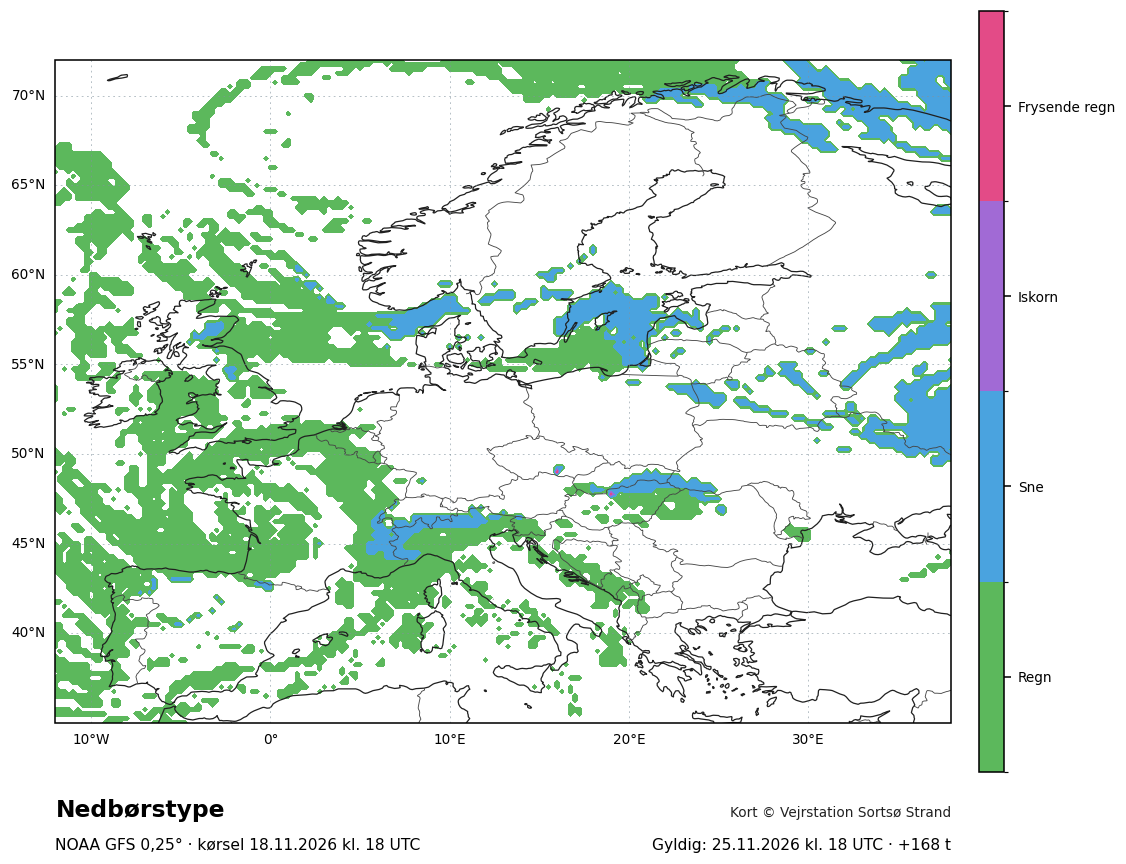 Frysende regn
Iskorn
Sne
Regn
70°N
65°N
60°N
55°N
50°N
45°N
40°N
10°W
0°
10°E
20°E
30°E
Nedbørstype
Kort © Vejrstation Sortsø Strand
NOAA GFS 0,25° · kørsel 18.11.2026 kl. 18 UTC
Gyldig: 25.11.2026 kl. 18 UTC · +168 t